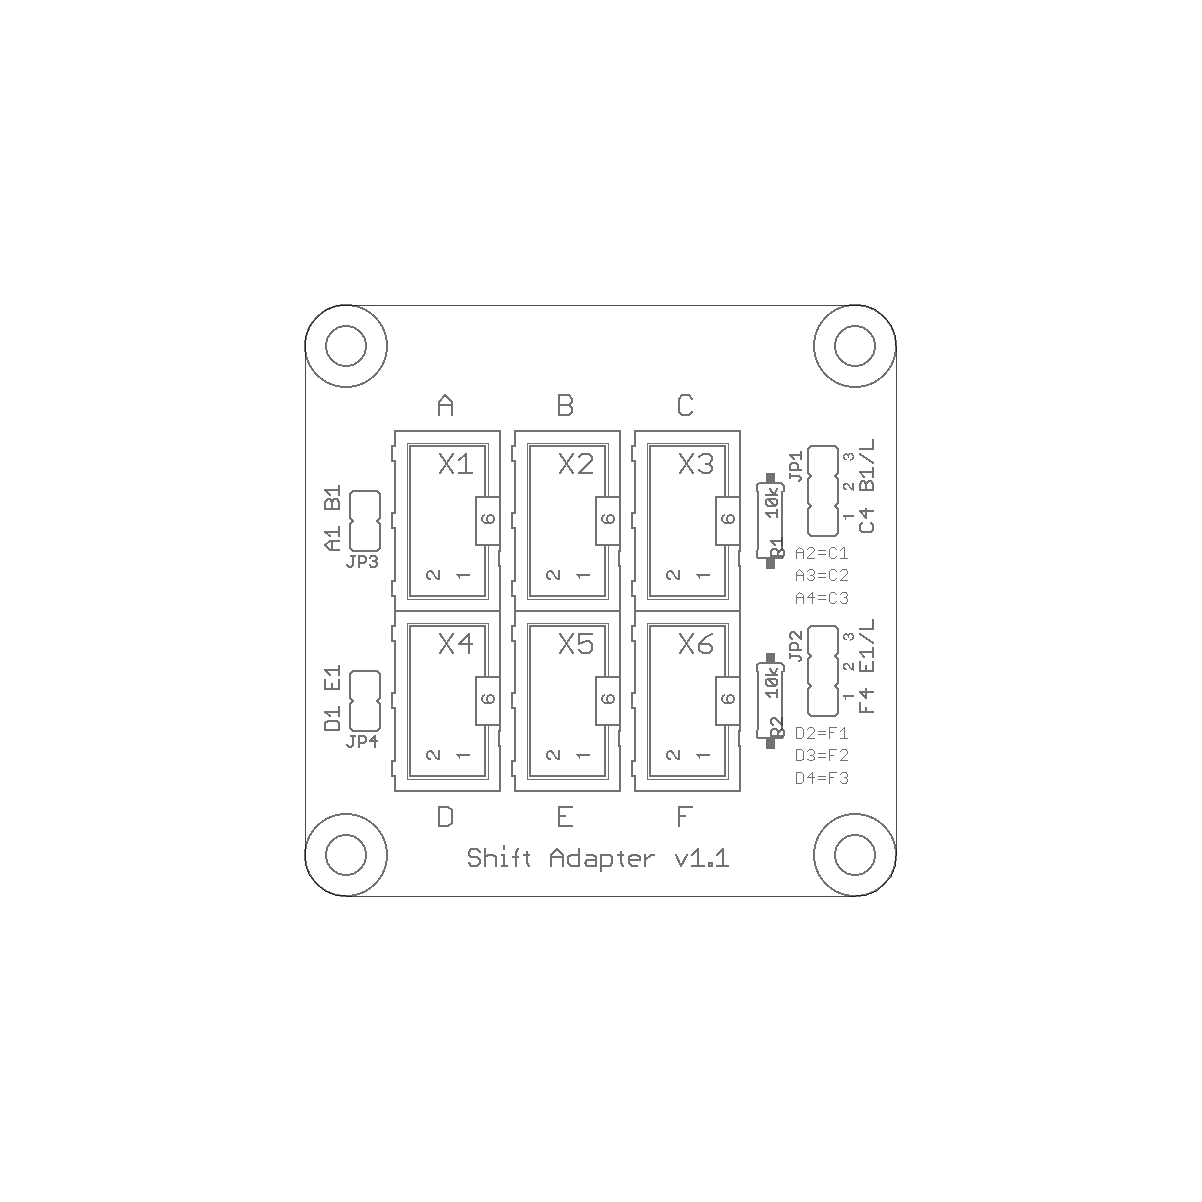 A B C
X1 X2 X3
6 6 6
2 1 2 1 2 1
A1 B1
JP3
10k
R1
JP1
1 2 3
C4 B1/L
A2=C1
A3=C2
A4=C3
X4 X5 X6
6 6 6
2 1 2 1 2 1
D1 E1
JP4
10k
R2
JP2
1 2 3
F4 E1/L
D2=F1
D3=F2
D4=F3
D E F
Shift Adapter v1.1